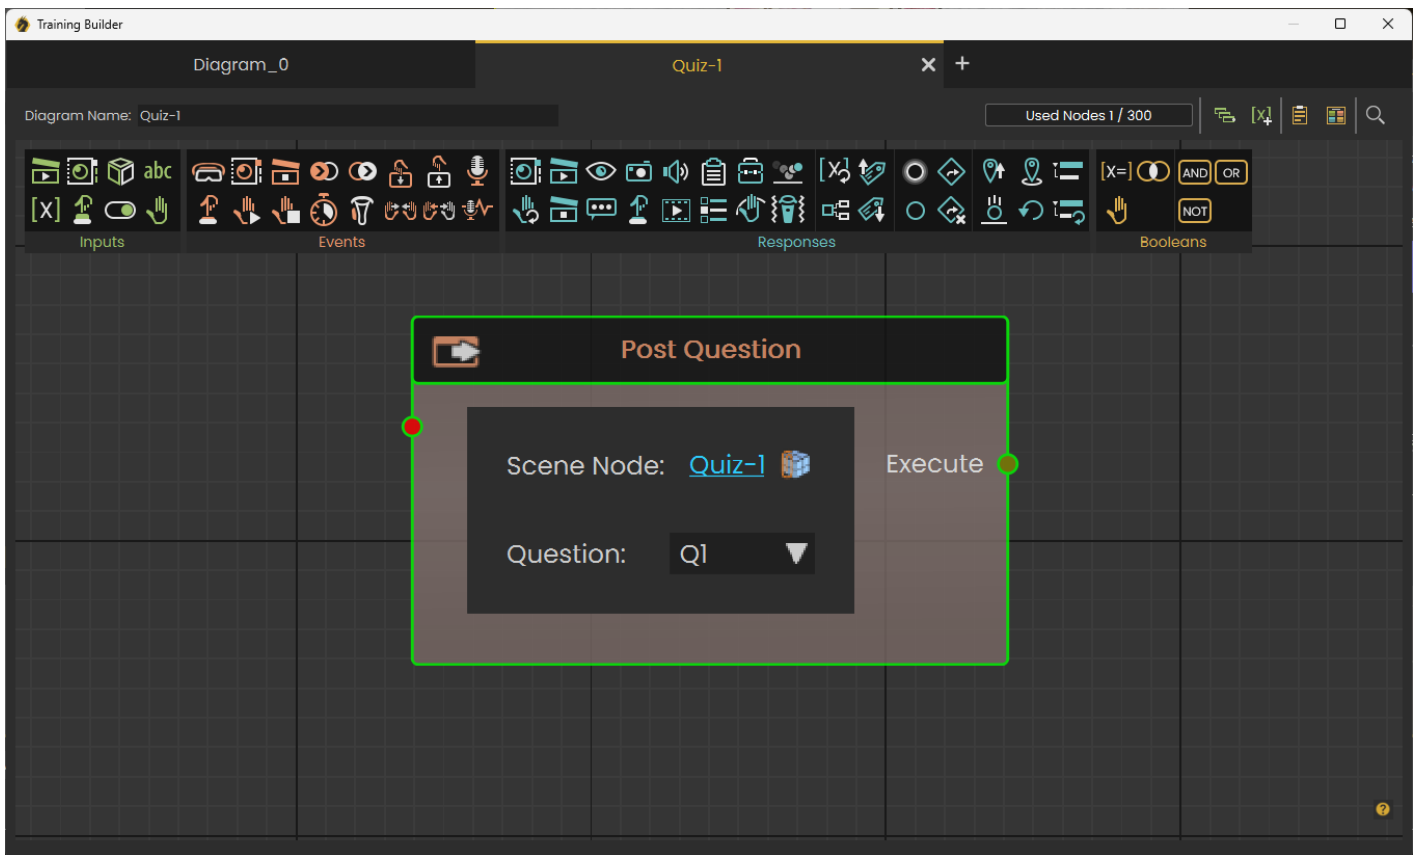 Training Builder
Diagram_0
Quiz-1
Diagram Name: Quiz-1
Used Nodes 1 / 300
abc
[X]
[X]
[X=]
AND
OR
NOT
Inputs
Events
Responses
Booleans
Post Question
Scene Node: Quiz-1
Execute
Question: Q1
?